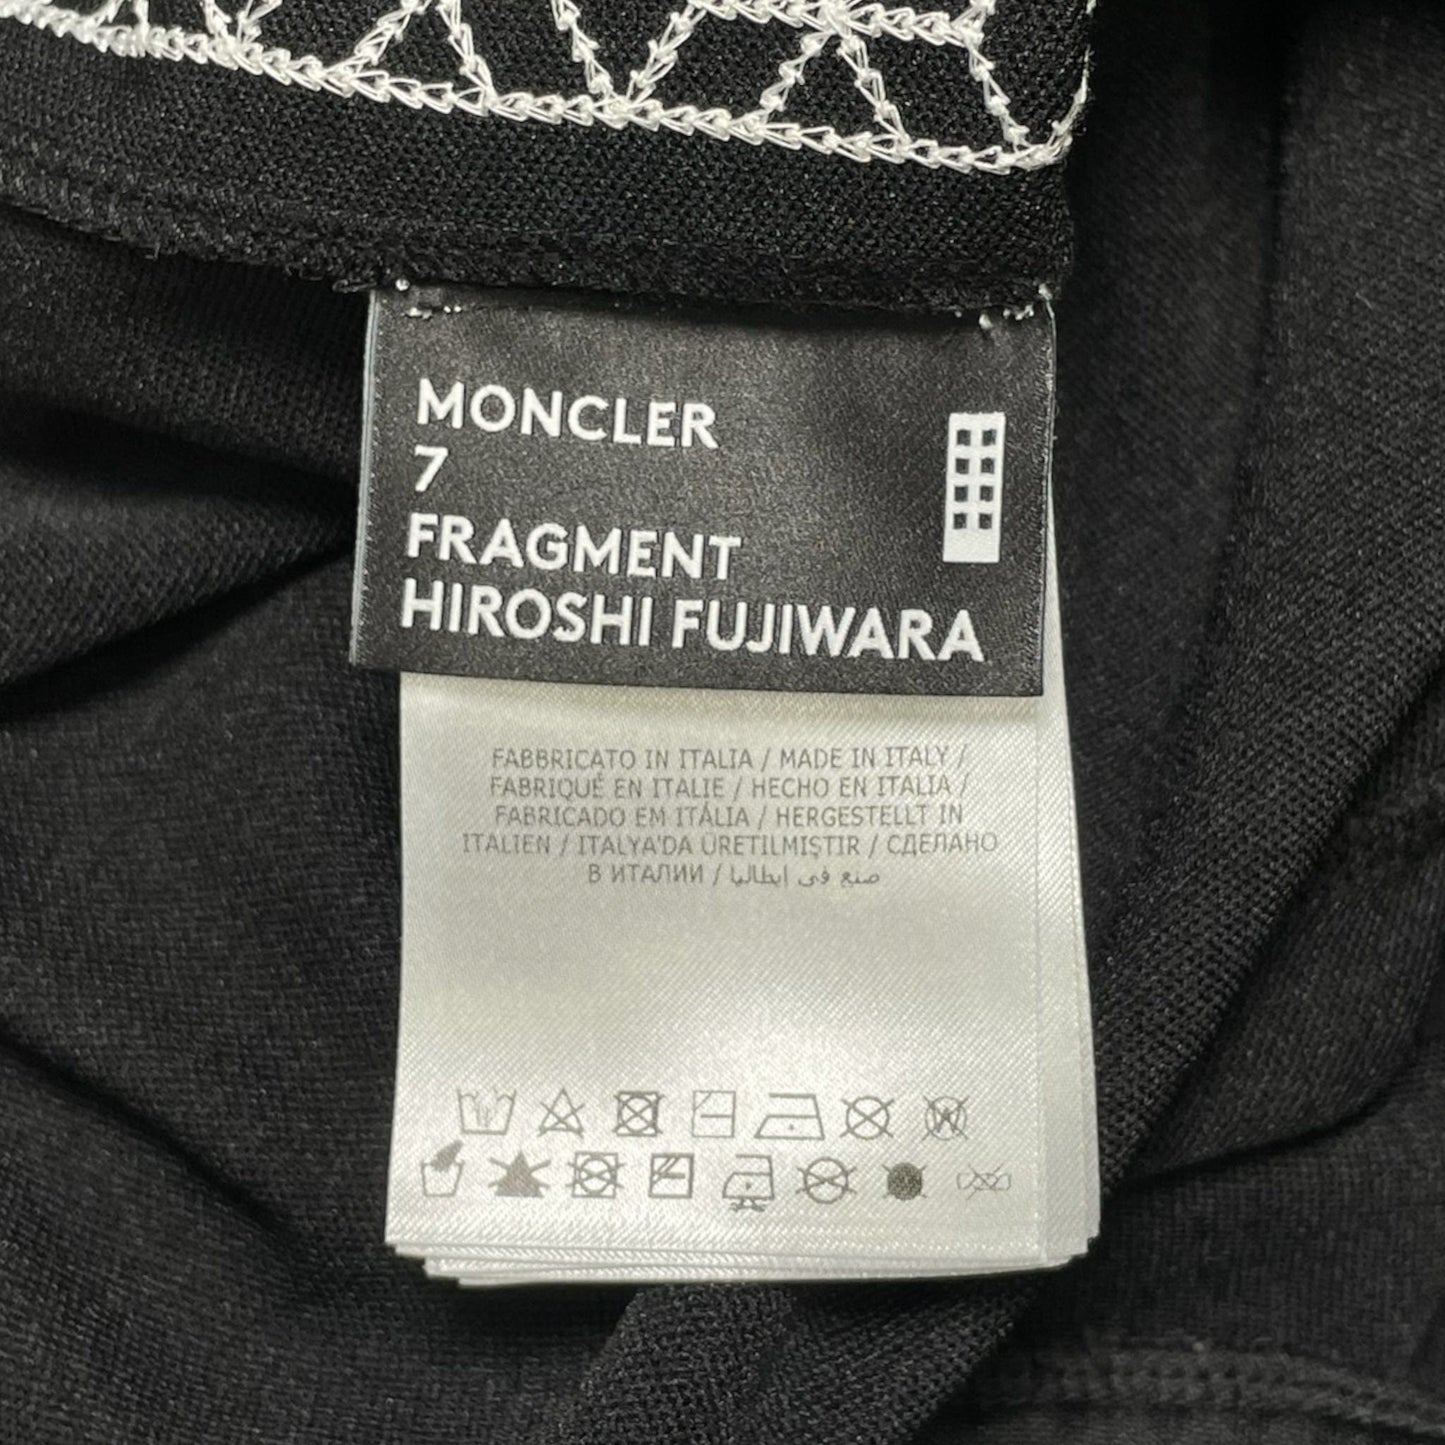 MONCLER
7
FRAGMENT
HIROSHI FUJIWARA
FABBRICATO IN ITALIA / MADE IN ITALY /
FABRIQUÉ EN ITALIE / HECHO EN ITALIA /
FABRICADO EM ITÁLIA / HERGESTELLT IN
ITALIEN / ITALYA'DA ÜRETILMIŞTIR / СДЕЛАНО
В ИТАЛИИ / صنع في إيطاليا
W